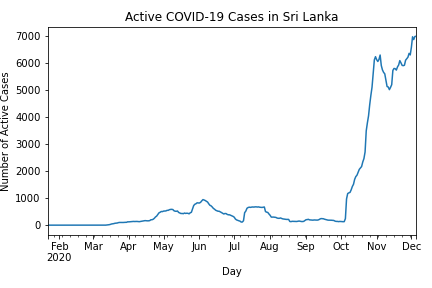 Active COVID-19 Cases in Sri Lanka
Number of Active Cases
7000
6000
5000
4000
3000
2000
1000
0
Feb Mar Apr May Jun Jul Aug Sep Oct Nov Dec
2020
Day